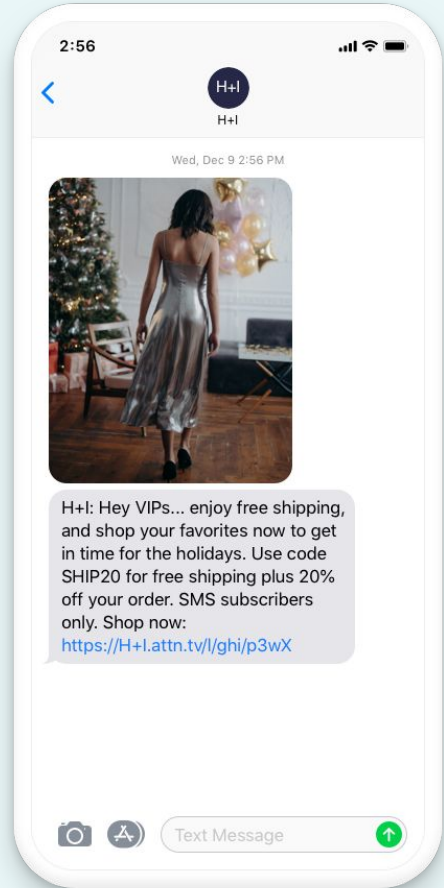 2:56
H+I
H+I
Wed, Dec 9 2:56 PM
H+I: Hey VIPs... enjoy free shipping,
and shop your favorites now to get
in time for the holidays. Use code
SHIP20 for free shipping plus 20%
off your order. SMS subscribers
only. Shop now:
https://H+I.attn.tv/l/ghi/p3wX
Text Message